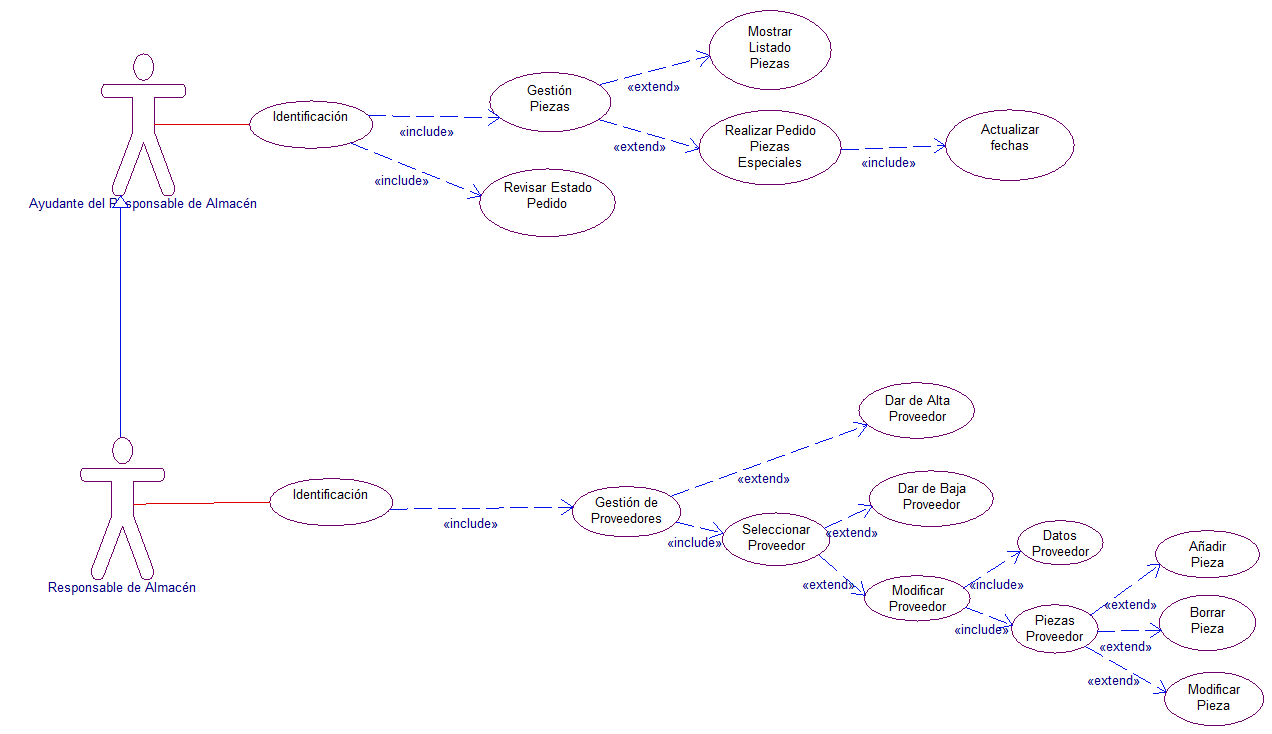 Mostrar
Listado
Piezas
«extend»
Gestión
Piezas
Identificación
«include»
«extend»
Realizar Pedido
Piezas
Especiales
«include»
Actualizar
fechas
«include»
Revisar Estado
Pedido
Ayudante del Responsable de Almacén
Dar de Alta
Proveedor
«extend»
Identificación
«include»
Gestión de
Proveedores
«include»
Seleccionar
Proveedor
«extend»
Dar de Baja
Proveedor
«extend»
Modificar
Proveedor
«include»
Datos
Proveedor
«include»
Piezas
Proveedor
«extend»
Añadir
Pieza
«extend»
Borrar
Pieza
«extend»
Modificar
Pieza
Responsable de Almacén